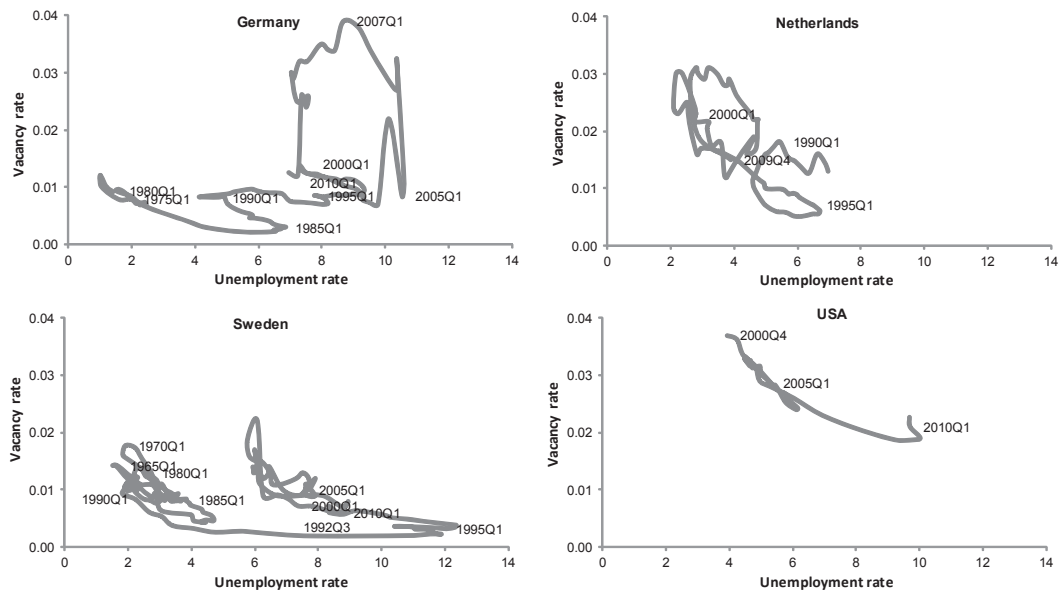 Germany
Vacancy rate
0.04
0.03
0.02
0.01
0.00
2007Q1
2000Q1
2010Q1
1980Q1
1975Q1
1990Q1
1995Q1
2005Q1
1985Q1
0 2 4 6 8 10 12 14
Unemployment rate
Netherlands
Vacancy rate
0.04
0.03
0.02
0.01
0.00
2000Q1
1990Q1
2009Q4
1995Q1
0 2 4 6 8 10 12 14
Unemployment rate
Sweden
Vacancy rate
0.04
0.03
0.02
0.01
0.00
1970Q1
1965Q1
1980Q1
1990Q1
1985Q1
2005Q1
2000Q1
2010Q1
1992Q3
1995Q1
0 2 4 6 8 10 12 14
Unemployment rate
USA
Vacancy rate
0.04
0.03
0.02
0.01
0.00
2000Q4
2005Q1
2010Q1
0 2 4 6 8 10 12 14
Unemployment rate